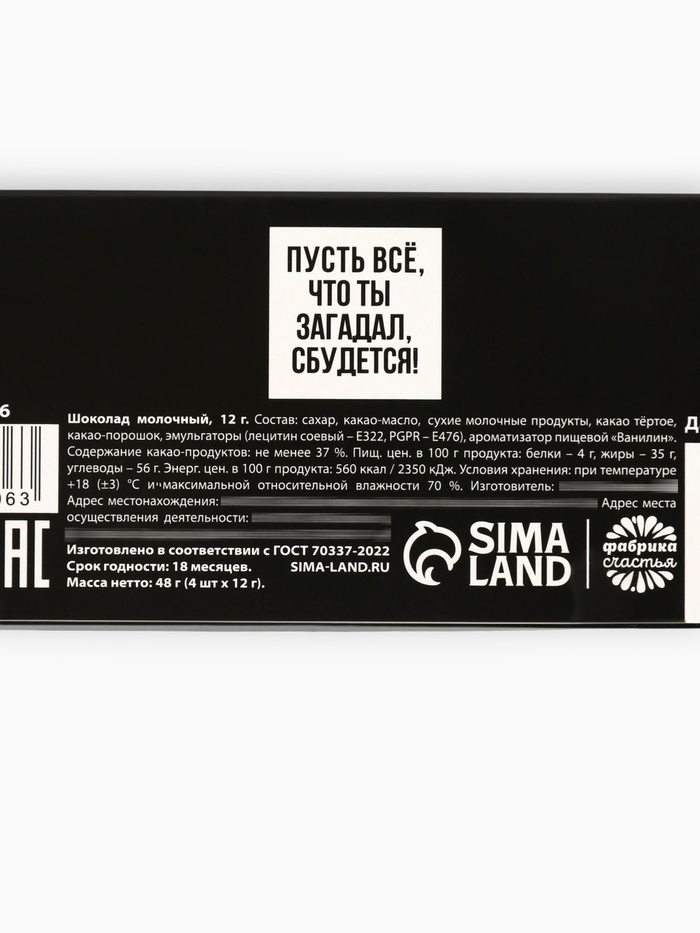 ПУСТЬ ВСЁ,
ЧТО ТЫ
ЗАГАДАЛ,
СБУДЕТСЯ!
Шоколад молочный, 12 г. Состав: сахар, какао-масло, сухие молочные продукты, какао тёртое,
какао-порошок, эмульгаторы (лецитин соевый – Е322, PGPR – Е476), ароматизатор пищевой «Ванилин».
Содержание какао-продуктов: не менее 37 %. Пищ. цен. в 100 г продукта: белки – 4 г, жиры – 35 г,
углеводы – 56 г. Энерг. цен. в 100 г продукта: 560 ккал / 2350 кДж. Условия хранения: при температуре
+18 (±3) °С и максимальной относительной влажности 70 %. Изготовитель:
Адрес местонахождения: Адрес места
осуществления деятельности:
Изготовлено в соответствии с ГОСТ 70337-2022
Срок годности: 18 месяцев. SIMA-LAND.RU
Масса нетто: 48 г (4 шт х 12 г).
SIMA
LAND
фабрика
счастья
б
063
EAC
Д